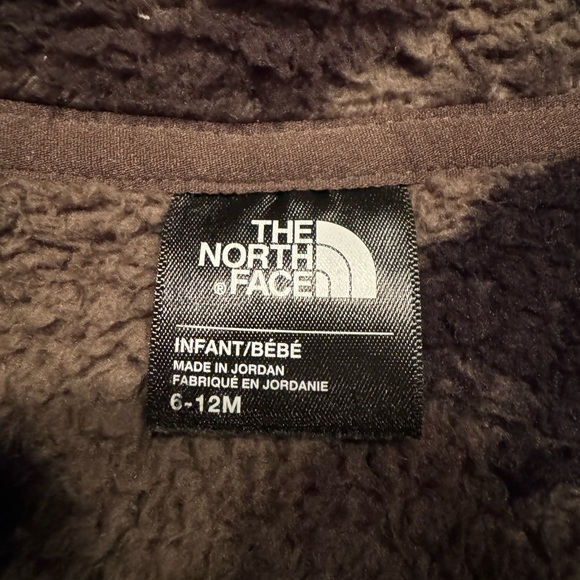 THE
NORTH
® FACE
INFANT/BÉBÉ
MADE IN JORDAN
FABRIQUÉ EN JORDANIE
6-12M